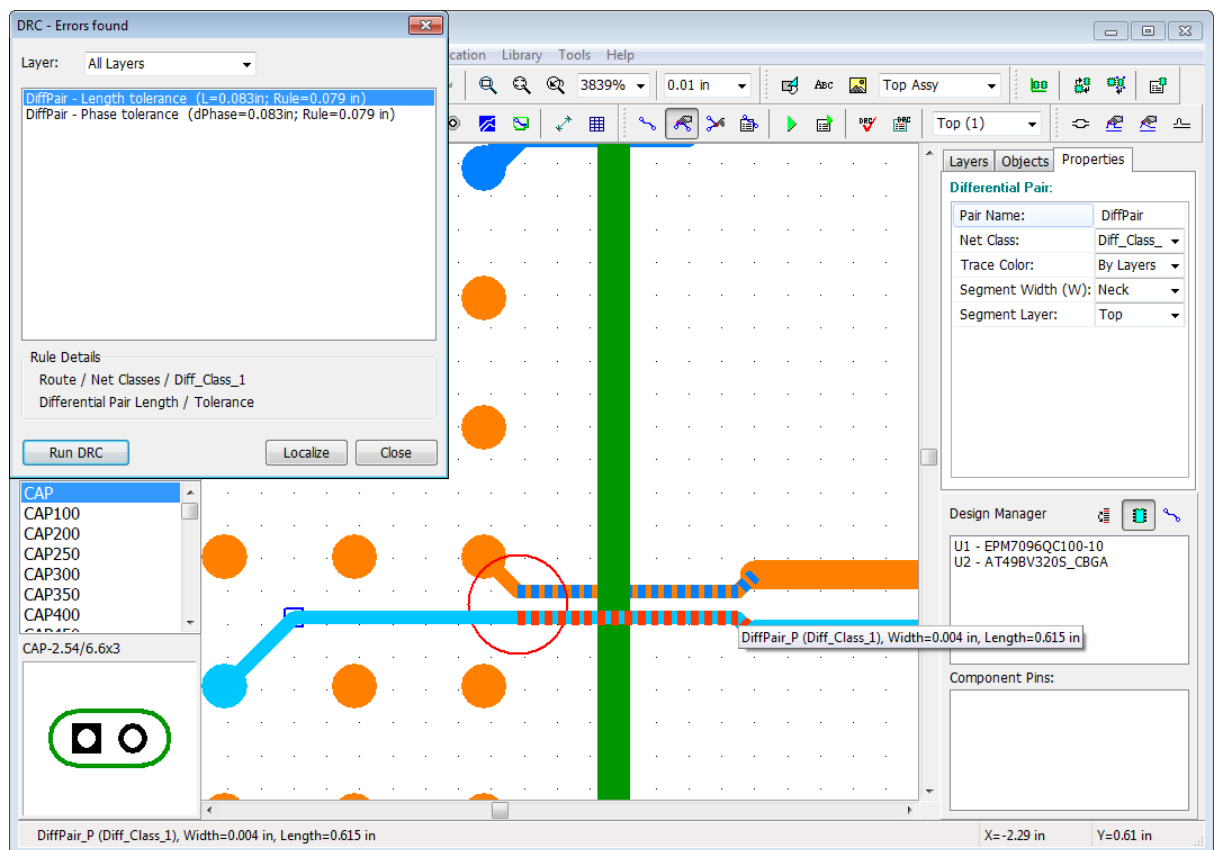 DRC - Errors found
Layer: All Layers
DiffPair - Length tolerance (L=0.083in; Rule=0.079 in)
DiffPair - Phase tolerance (dPhase=0.083in; Rule=0.079 in)
Rule Details
Route / Net Classes / Diff_Class_1
Differential Pair Length / Tolerance
Run DRC Localize Close
cation Library Tools Help
3839% 0.01 in ABC Top Assy
DRC DRC Top (1)
Layers Objects Properties
Differential Pair:
Pair Name: DiffPair
Net Class: Diff_Class_
Trace Color: By Layers
Segment Width (W): Neck
Segment Layer: Top
CAP
CAP100
CAP200
CAP250
CAP300
CAP350
CAP400
CAP450
CAP-2.54/6.6x3
DiffPair_P (Diff_Class_1), Width=0.004 in, Length=0.615 in
Design Manager
U1 - EPM7096QC100-10
U2 - AT49BV320S_CBGA
Component Pins:
DiffPair_P (Diff_Class_1), Width=0.004 in, Length=0.615 in
X=-2.29 in Y=0.61 in